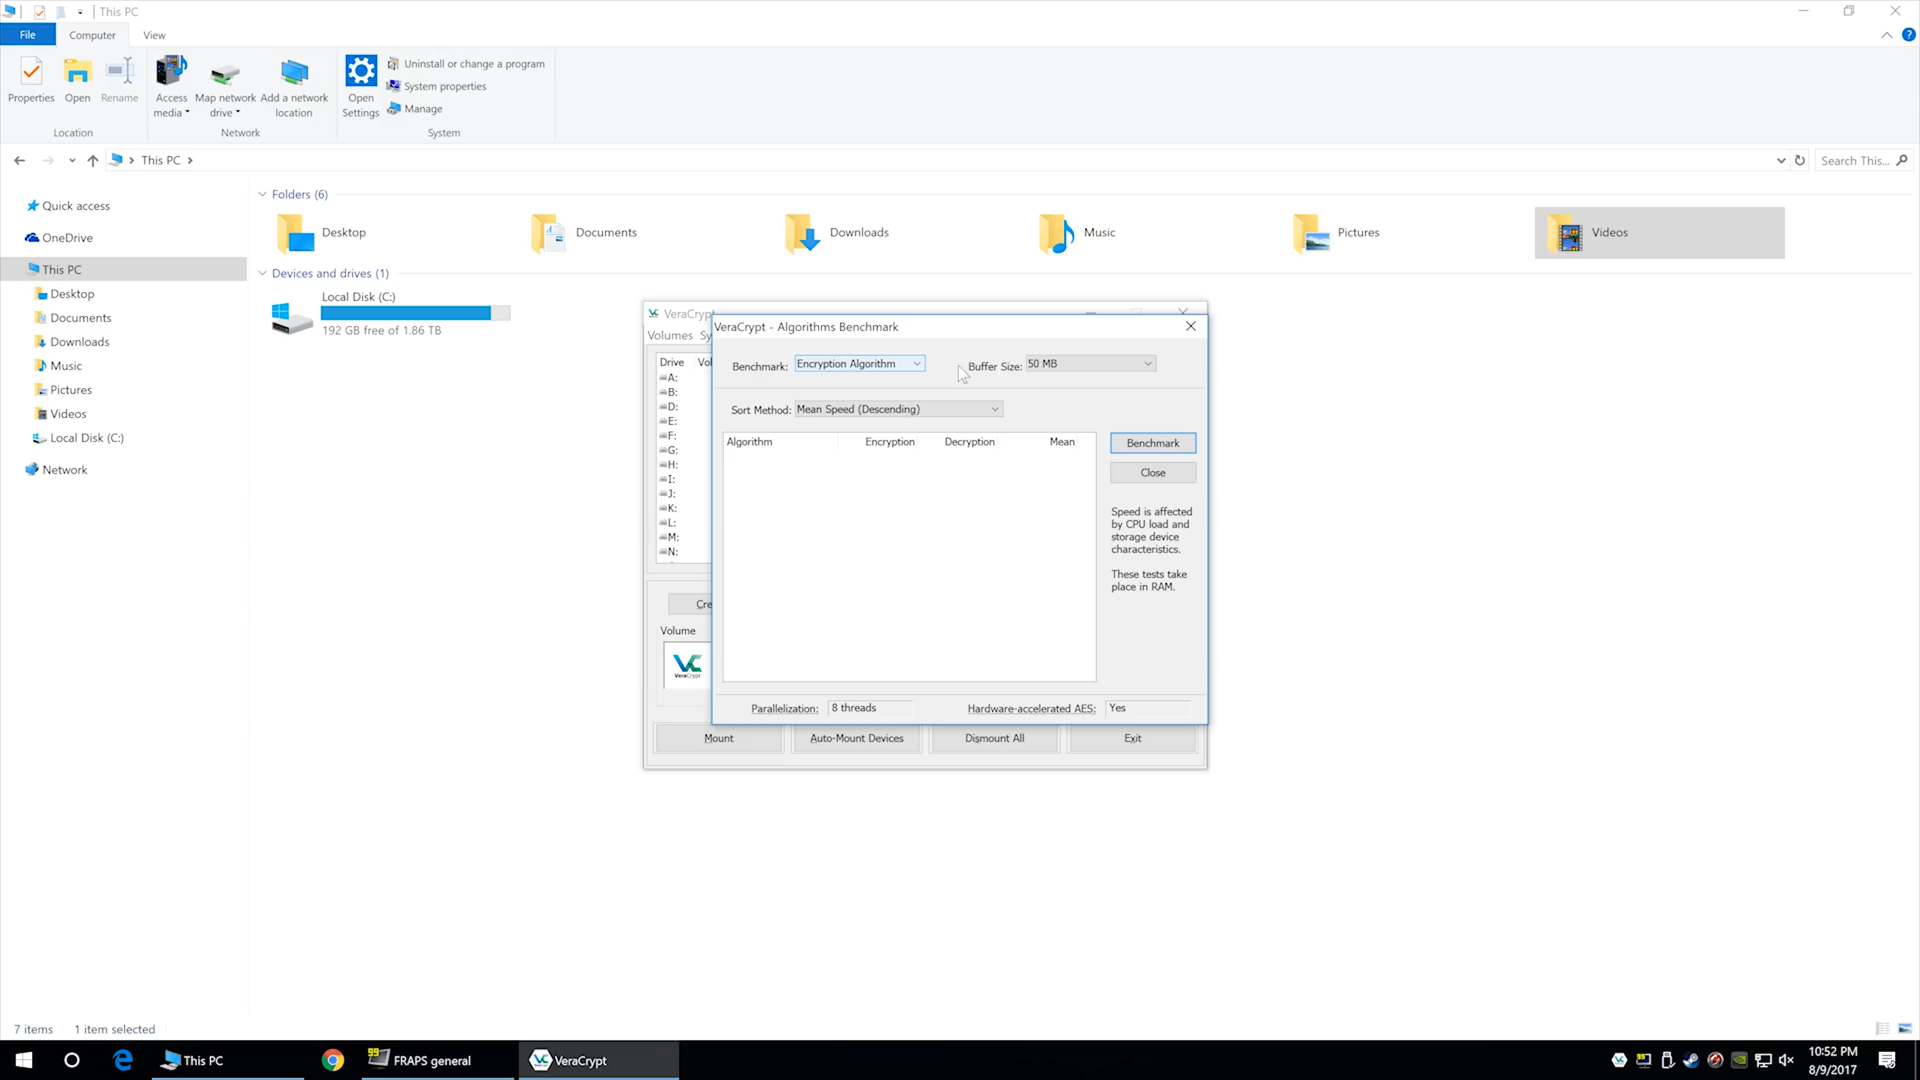 This PC
File
Computer
View
Properties
Open
Rename
Access
media
Map network
drive
Add a network
location
Open
Settings
Uninstall or change a program
System properties
Manage
Location
Network
System
This PC
Search This...
Quick access
OneDrive
This PC
Desktop
Documents
Downloads
Music
Pictures
Videos
Local Disk (C:)
Network
Folders (6)
Desktop
Documents
Downloads
Music
Pictures
Videos
Devices and drives (1)
Local Disk (C:)
192 GB free of 1.86 TB
VeraCrypt
Volumes Sy
Drive Vol
A:
B:
D:
E:
F:
G:
H:
I:
J:
K:
L:
M:
N:
Cre
Volume
VC
VeraCrypt
Mount
Auto-Mount Devices
Dismount All
Exit
VeraCrypt - Algorithms Benchmark
Benchmark: Encryption Algorithm
Buffer Size: 50 MB
Sort Method: Mean Speed (Descending)
Algorithm Encryption Decryption Mean
Benchmark
Close
Speed is affected
by CPU load and
storage device
characteristics.
These tests take
place in RAM.
Parallelization: 8 threads
Hardware-accelerated AES: Yes
7 items 1 item selected
This PC
99
FRAPS general
VeraCrypt
99
10:52 PM
8/9/2017